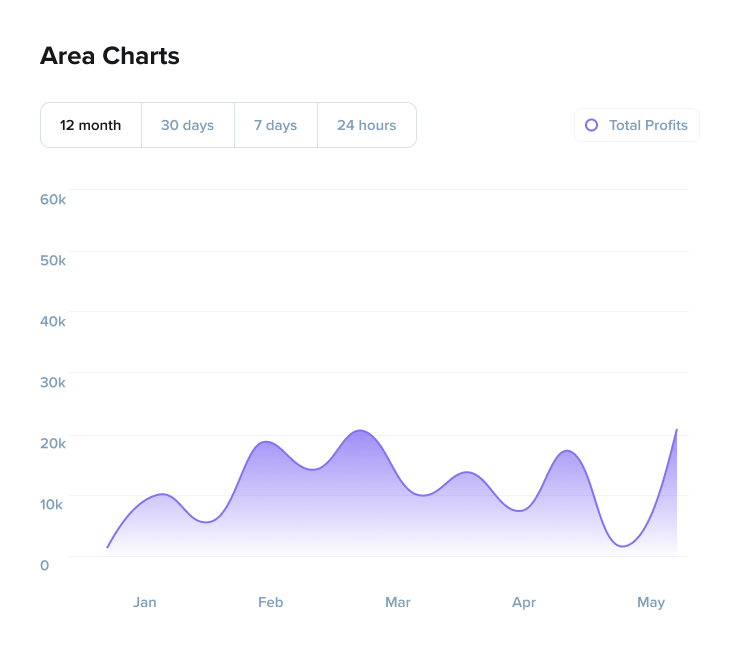 Area Charts
12 month
30 days
7 days
24 hours
Total Profits
60k
50k
40k
30k
20k
10k
0
Jan
Feb
Mar
Apr
May